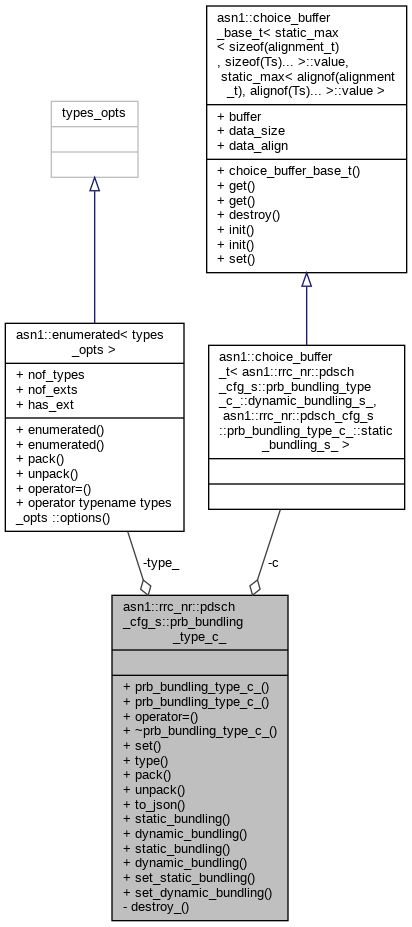 asn1::choice_buffer
_base_t< static_max
< sizeof(alignment_t)
, sizeof(Ts)... >::value,
static_max< alignof(alignment
_t), alignof(Ts)... >::value >
+ buffer
+ data_size
+ data_align
+ choice_buffer_base_t()
+ get()
+ get()
+ destroy()
+ init()
+ init()
+ set()
types_opts
asn1::enumerated< types
_opts >
+ nof_types
+ nof_exts
+ has_ext
+ enumerated()
+ enumerated()
+ pack()
+ unpack()
+ operator=()
+ operator typename types
_opts ::options()
asn1::choice_buffer
_t< asn1::rrc_nr::pdsch
_cfg_s::prb_bundling_type
_c_::dynamic_bundling_s_,
asn1::rrc_nr::pdsch_cfg_s
::prb_bundling_type_c_::static
_bundling_s_ >
-type_
-c
asn1::rrc_nr::pdsch
_cfg_s::prb_bundling
_type_c_
+ prb_bundling_type_c_()
+ prb_bundling_type_c_()
+ operator=()
+ ~prb_bundling_type_c_()
+ set()
+ type()
+ pack()
+ unpack()
+ to_json()
+ static_bundling()
+ dynamic_bundling()
+ static_bundling()
+ dynamic_bundling()
+ set_static_bundling()
+ set_dynamic_bundling()
- destroy_()